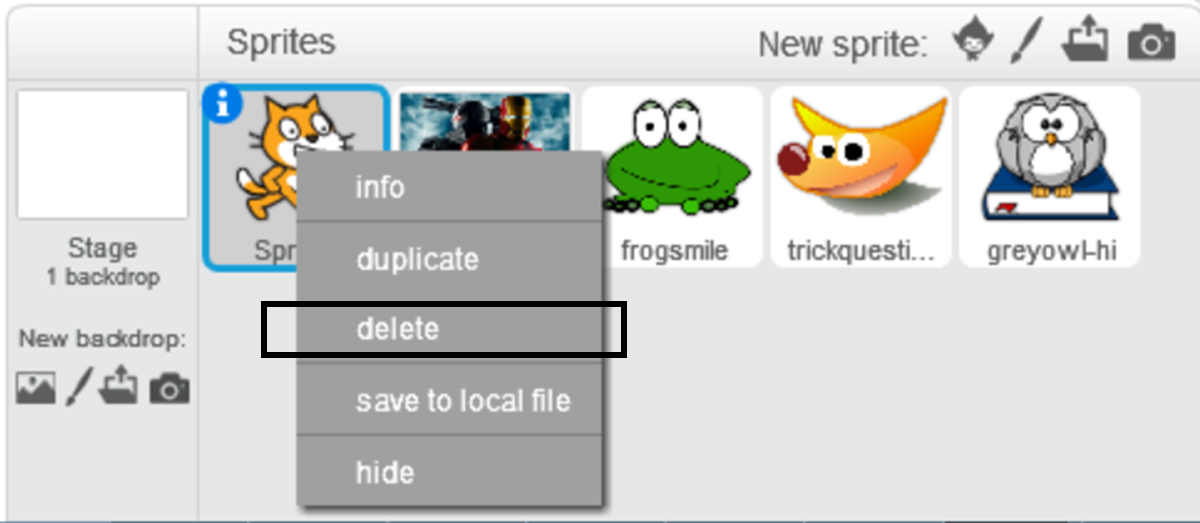 Sprites
New sprite:
Stage
1 backdrop
New backdrop:
Spr
frogsmile
trickquesti...
greyowl-hi
info
duplicate
delete
save to local file
hide